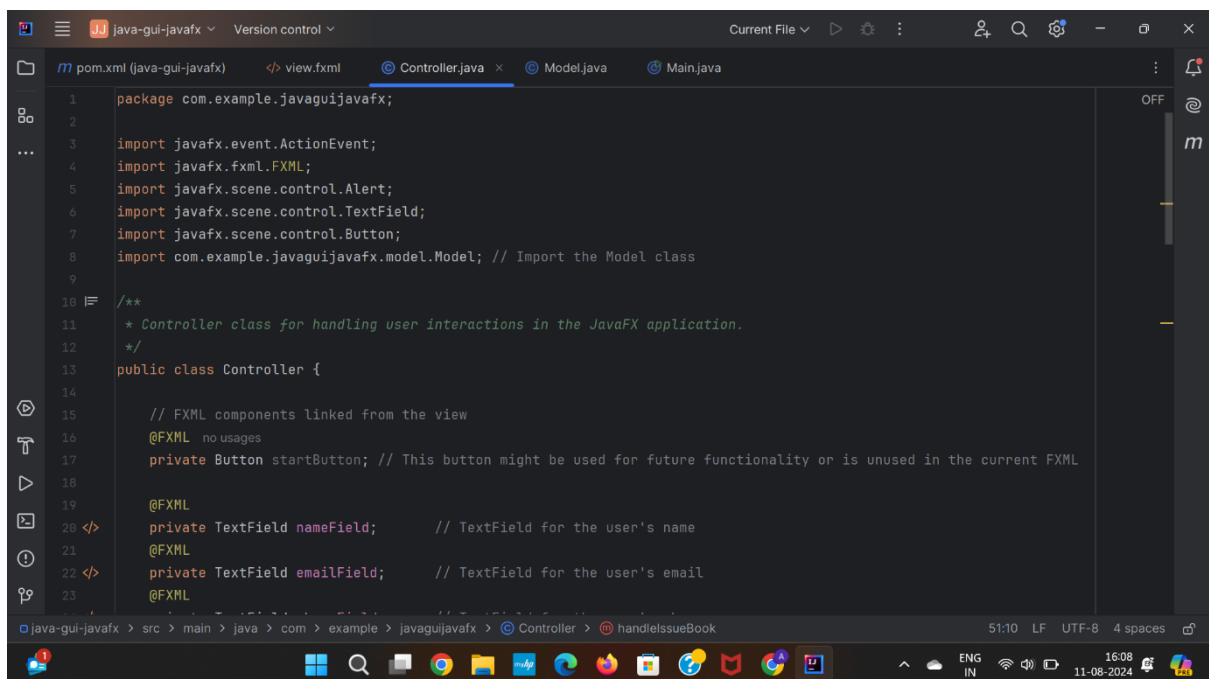 JJ java-gui-javafx Version control Current File
m pom.xml (java-gui-javafx) </> view.fxml © Controller.java × © Model.java © Main.java
OFF
1 package com.example.javaguijavafx;
2
3 import javafx.event.ActionEvent;
4 import javafx.fxml.FXML;
5 import javafx.scene.control.Alert;
6 import javafx.scene.control.TextField;
7 import javafx.scene.control.Button;
8 import com.example.javaguijavafx.model.Model; // Import the Model class
9
10 /**
11 * Controller class for handling user interactions in the JavaFX application.
12 */
13 public class Controller {
14
15 // FXML components linked from the view
16 @FXML no usages
17 private Button startButton; // This button might be used for future functionality or is unused in the current FXML
18
19 @FXML
20 </> private TextField nameField; // TextField for the user's name
21 @FXML
22 </> private TextField emailField; // TextField for the user's email
23 @FXML
java-gui-javafx > src > main > java > com > example > javaguijavafx > © Controller > m handleIssueBook 51:10 LF UTF-8 4 spaces
1 myhp A ENG 16:08 PRE
IN 11-08-2024